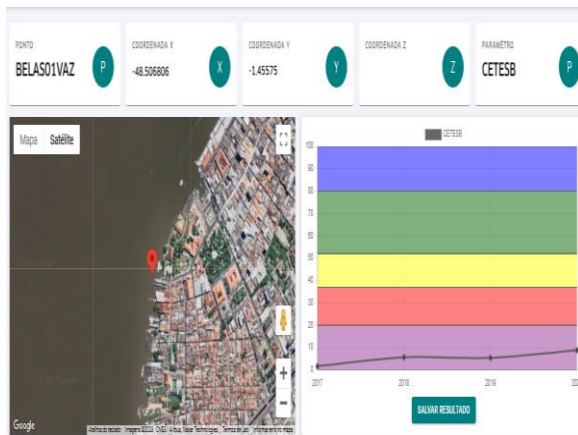 PONTO
BELAS01VAZ
P
COORDENADA X
-48.506806
X
COORDENADA Y
-1.45575
Y
COORDENADA Z
Z
PARAMÊTRO
CETESB
P
Mapa Satélite
Google
CETESB
100
90
80
70
60
50
40
30
20
10
0
2017 2018 2019
SALVAR RESULTADO